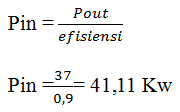 Pin = Pout / efisiensi
Pin = 37 / 0,9 = 41,11 Kw